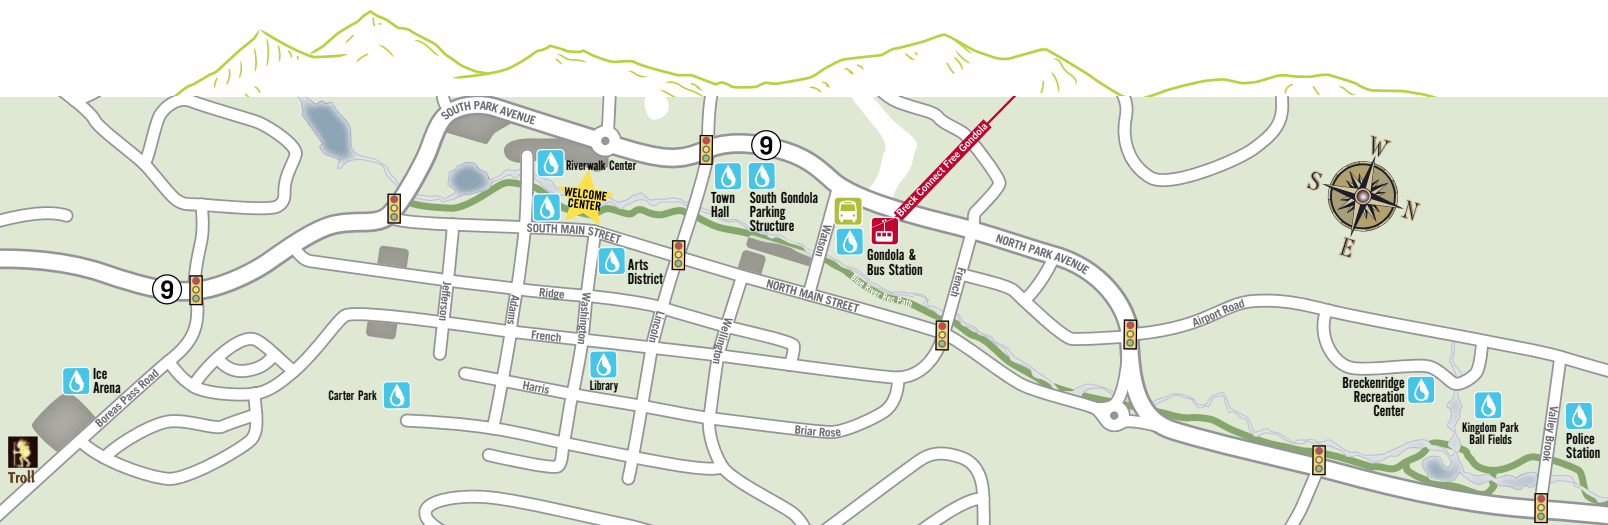 SOUTH PARK AVENUE
9
Riverwalk Center
WELCOME
CENTER
Town
Hall
South Gondola
Parking
Structure
Breck Connect Free Gondola
Gondola &
Bus Station
W
S
N
E
SOUTH MAIN STREET
Arts
District
Watson
NORTH PARK AVENUE
Blue River Rec Path
NORTH MAIN STREET
French
9
Jefferson
Ridge
Adams
Washington
Lincoln
Wellington
French
Airport Road
Library
Harris
Carter Park
Briar Rose
Ice
Arena
Boreas Pass Road
Troll
Breckenridge
Recreation
Center
Kingdom Park
Ball Fields
Valley Brook
Police
Station